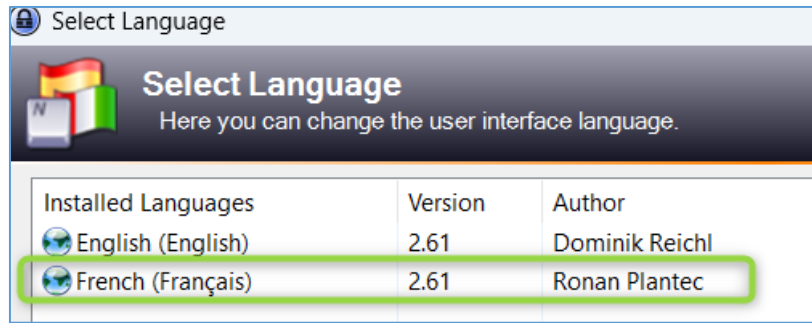 Select Language
Select Language
Here you can change the user interface language.
N
Installed Languages Version Author
English (English) 2.61 Dominik Reichl
French (Français) 2.61 Ronan Plantec